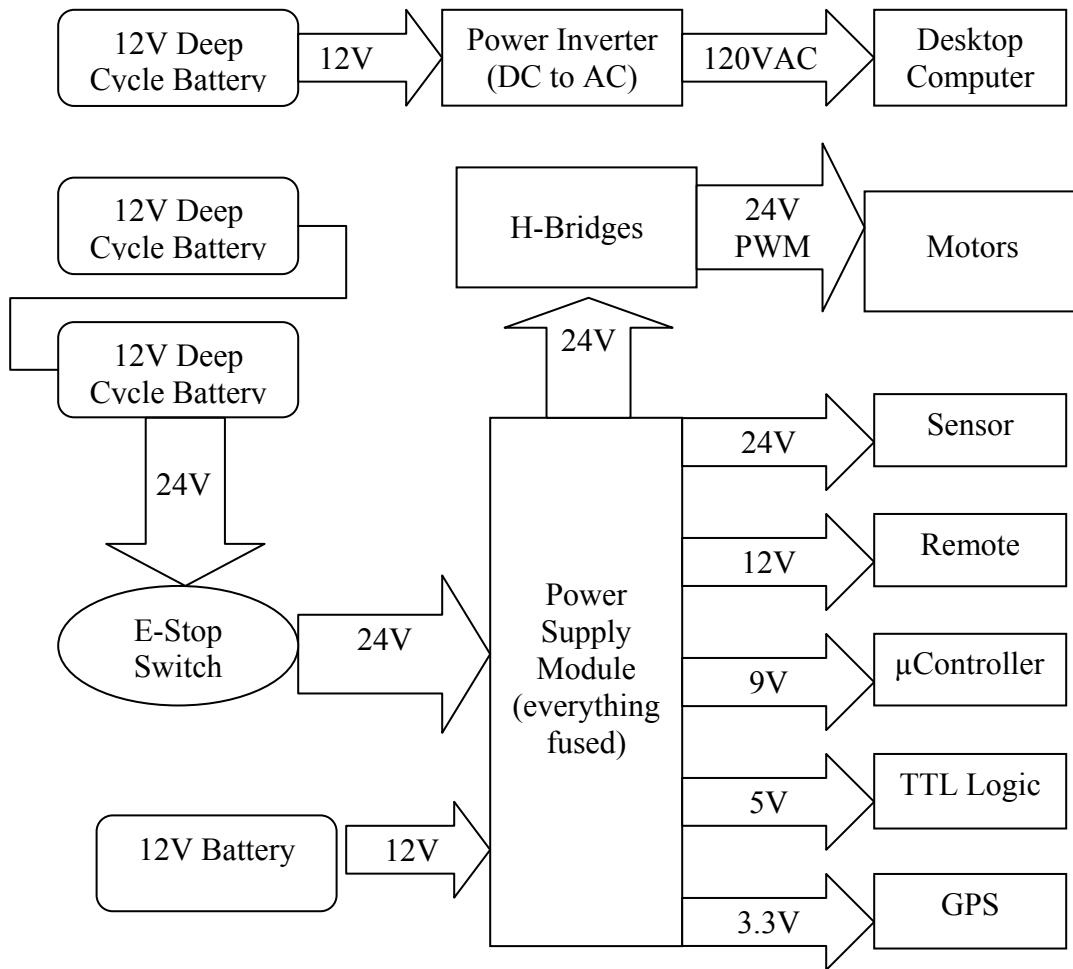 12V Deep
Cycle Battery
12V
Power Inverter
(DC to AC)
120VAC
Desktop
Computer
12V Deep
Cycle Battery
H-Bridges
24V
PWM
Motors
12V Deep
Cycle Battery
24V
24V
Sensor
24V
12V
Remote
E-Stop
Switch
24V
Power
Supply
Module
(everything
fused)
9V
µController
5V
TTL Logic
12V Battery
12V
3.3V
GPS